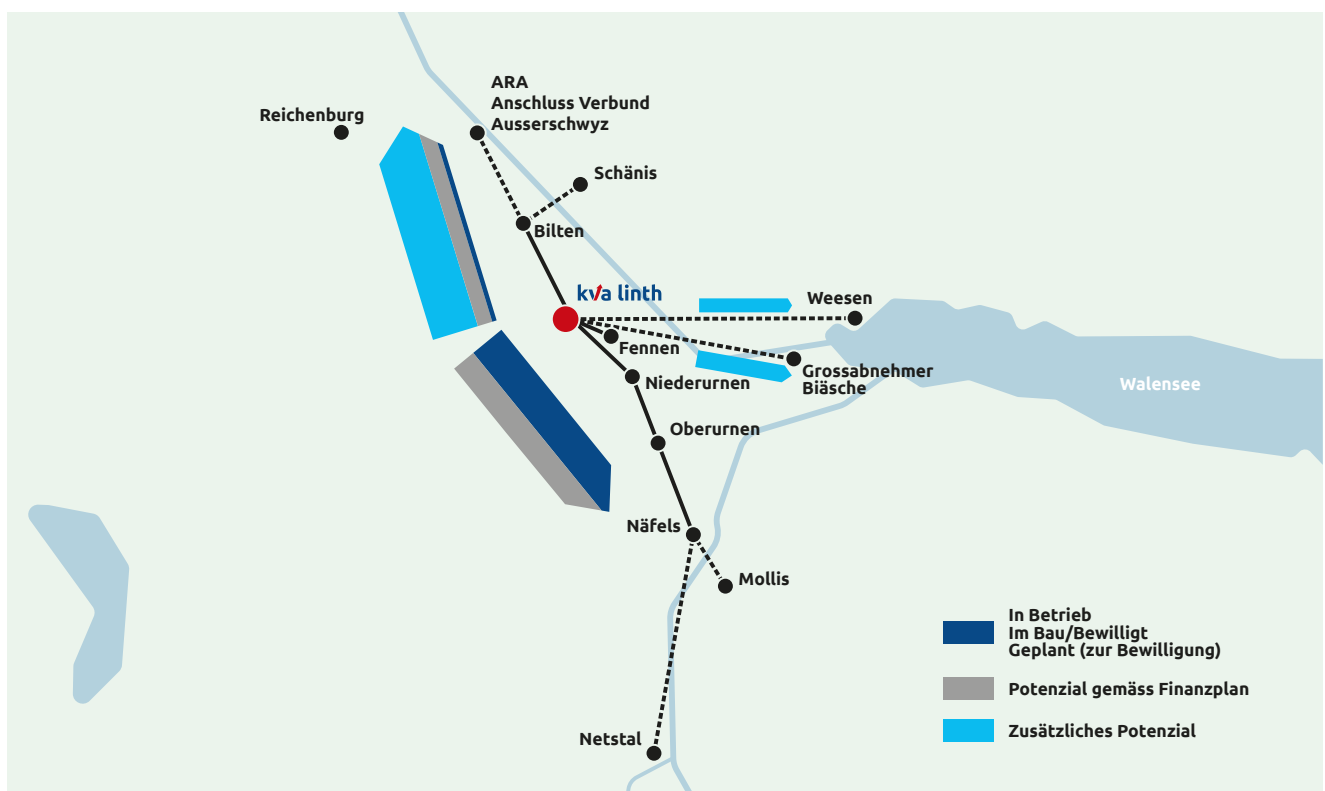 ARA
Anschluss Verbund
Ausserschwyz
Reichenburg
Schänis
Bilten
kva linth
Weesen
Fennen
Grossabnehmer
Biäsche
Niederurnen
Walensee
Oberurnen
Näfels
Mollis
Netstal
In Betrieb
Im Bau/Bewilligt
Geplant (zur Bewilligung)
Potenzial gemäss Finanzplan
Zusätzliches Potenzial